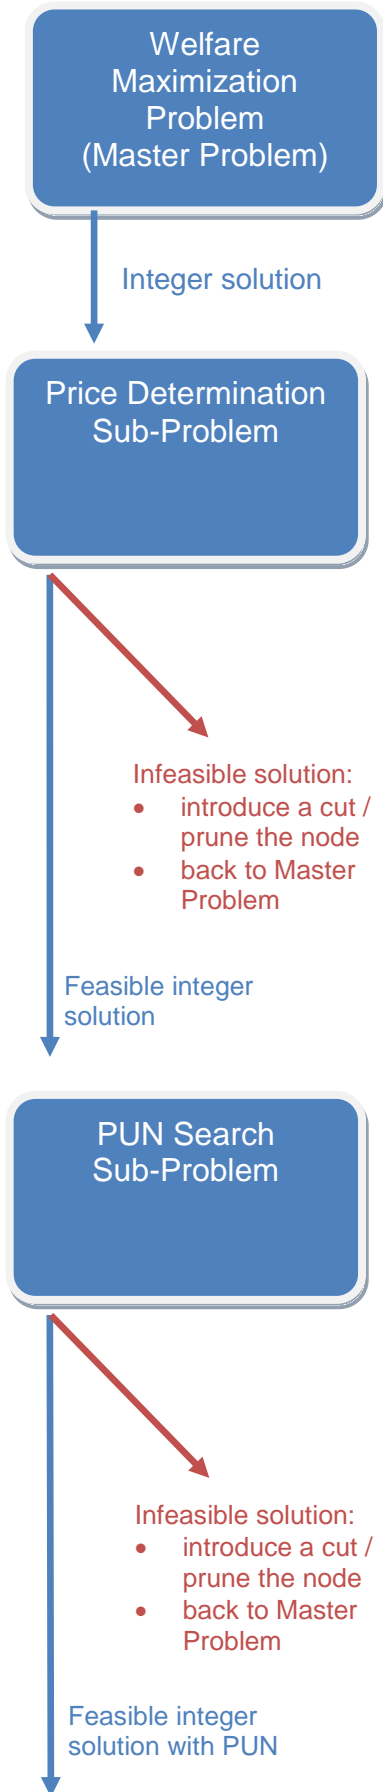 Welfare
Maximization
Problem
(Master Problem)
Integer solution
Price Determination
Sub-Problem
Infeasible solution:
• introduce a cut /
prune the node
• back to Master
Problem
Feasible integer
solution
PUN Search
Sub-Problem
Infeasible solution:
• introduce a cut /
prune the node
• back to Master
Problem
Feasible integer
solution with PUN